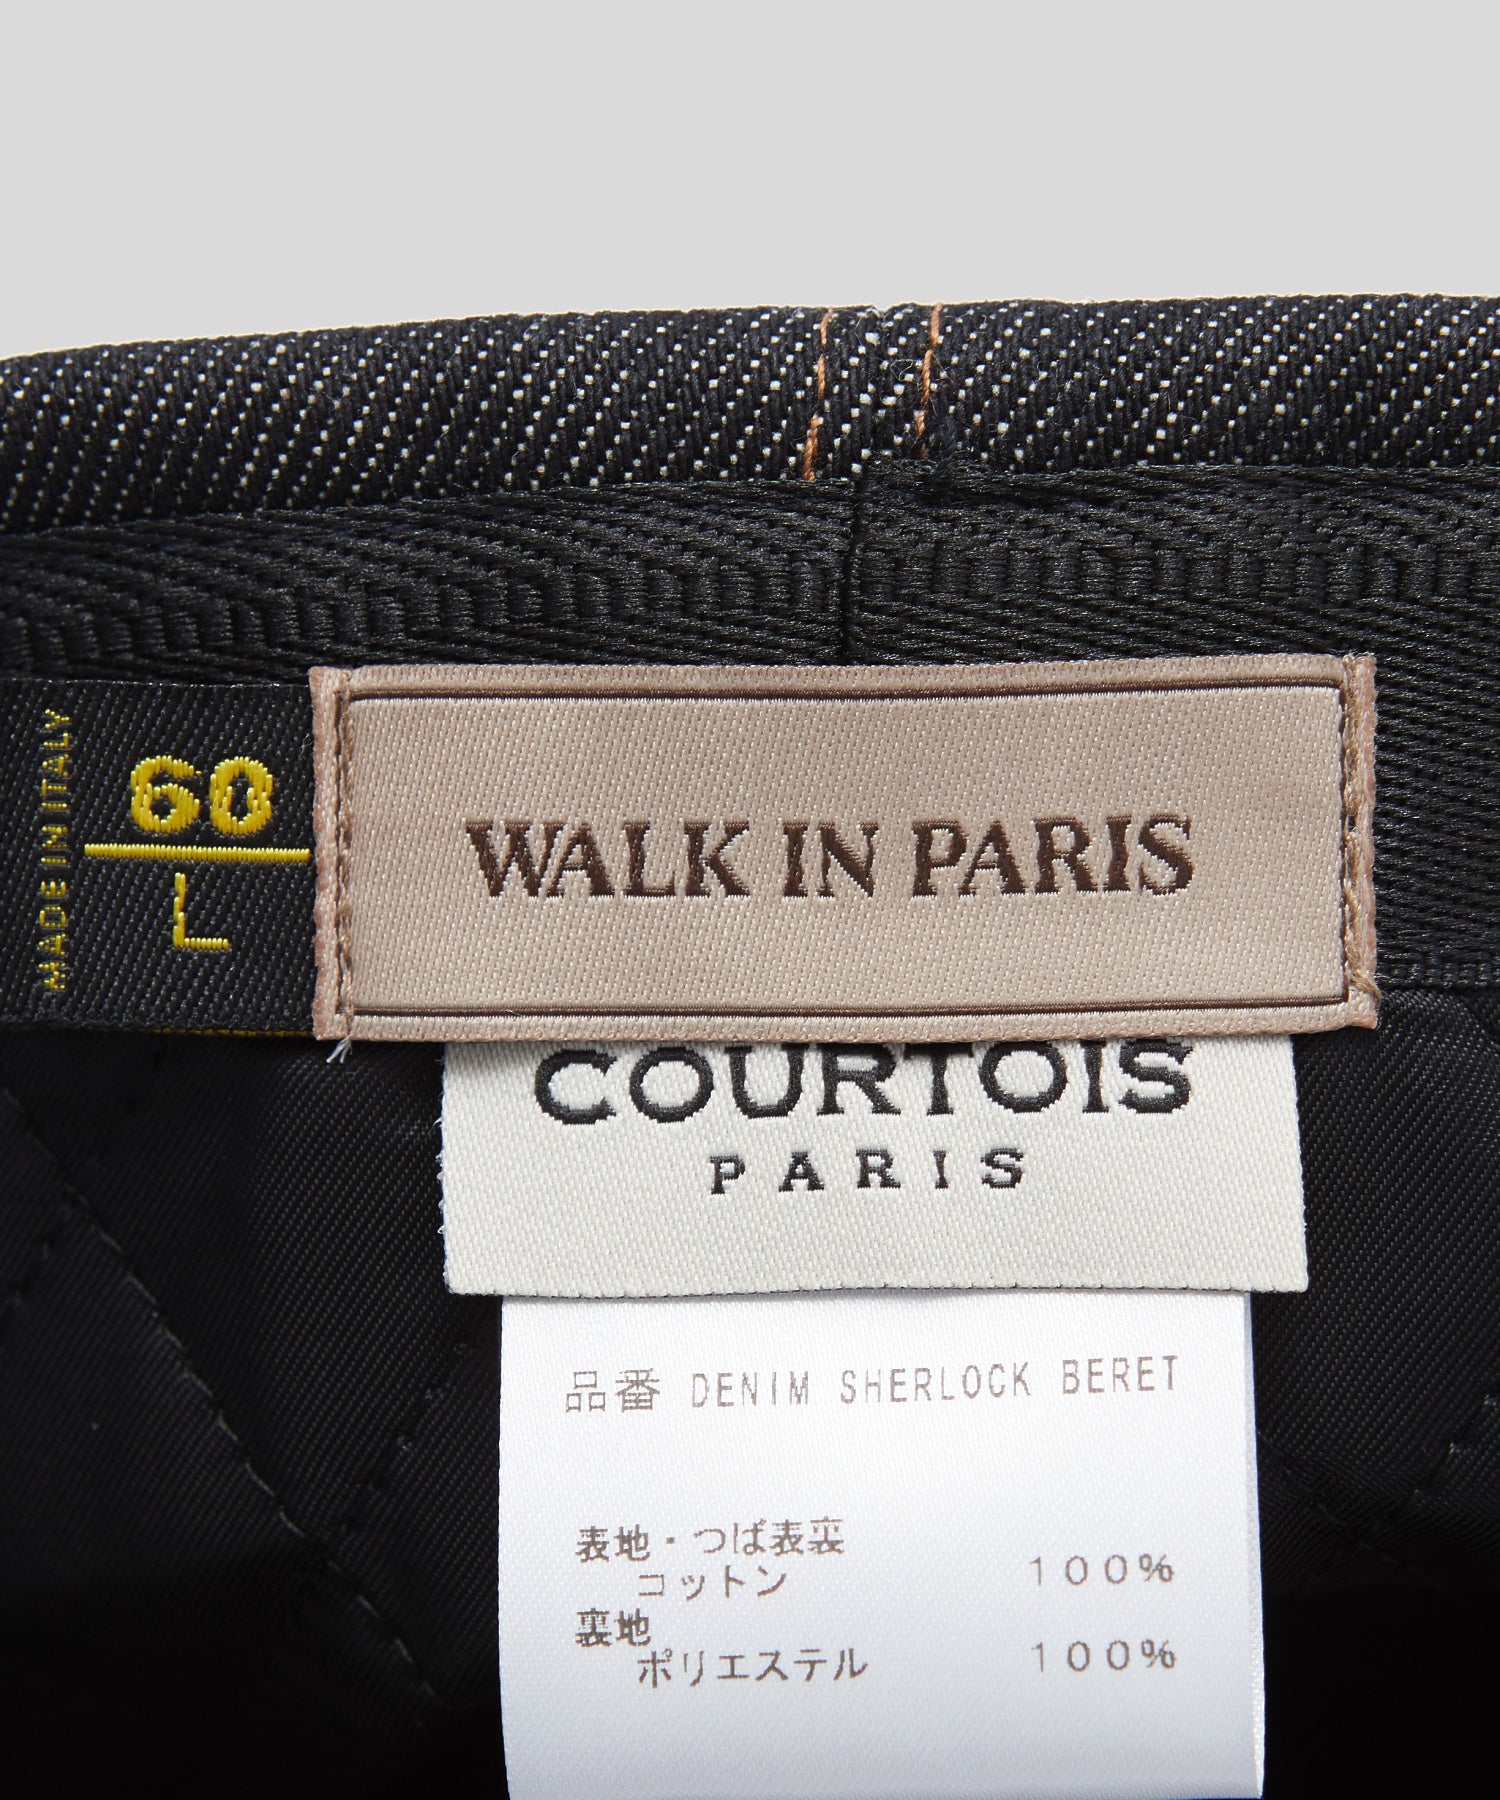 MADE IN ITALY
60
L
WALK IN PARIS
COURTOIS
PARIS
品番 DENIM SHERLOCK BERET
表地・つば表裏
コットン 100%
裏地
ポリエステル 100%